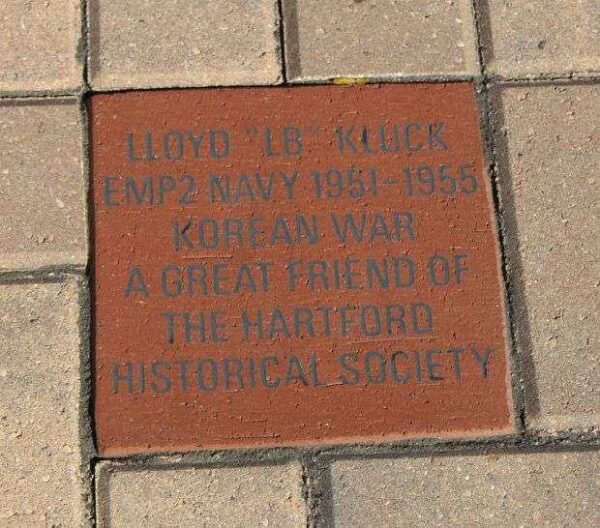 LLOYD "LB" KLUCK
EMP2 NAVY 1951-1955
KOREAN WAR
A GREAT FRIEND OF
THE HARTFORD
HISTORICAL SOCIETY